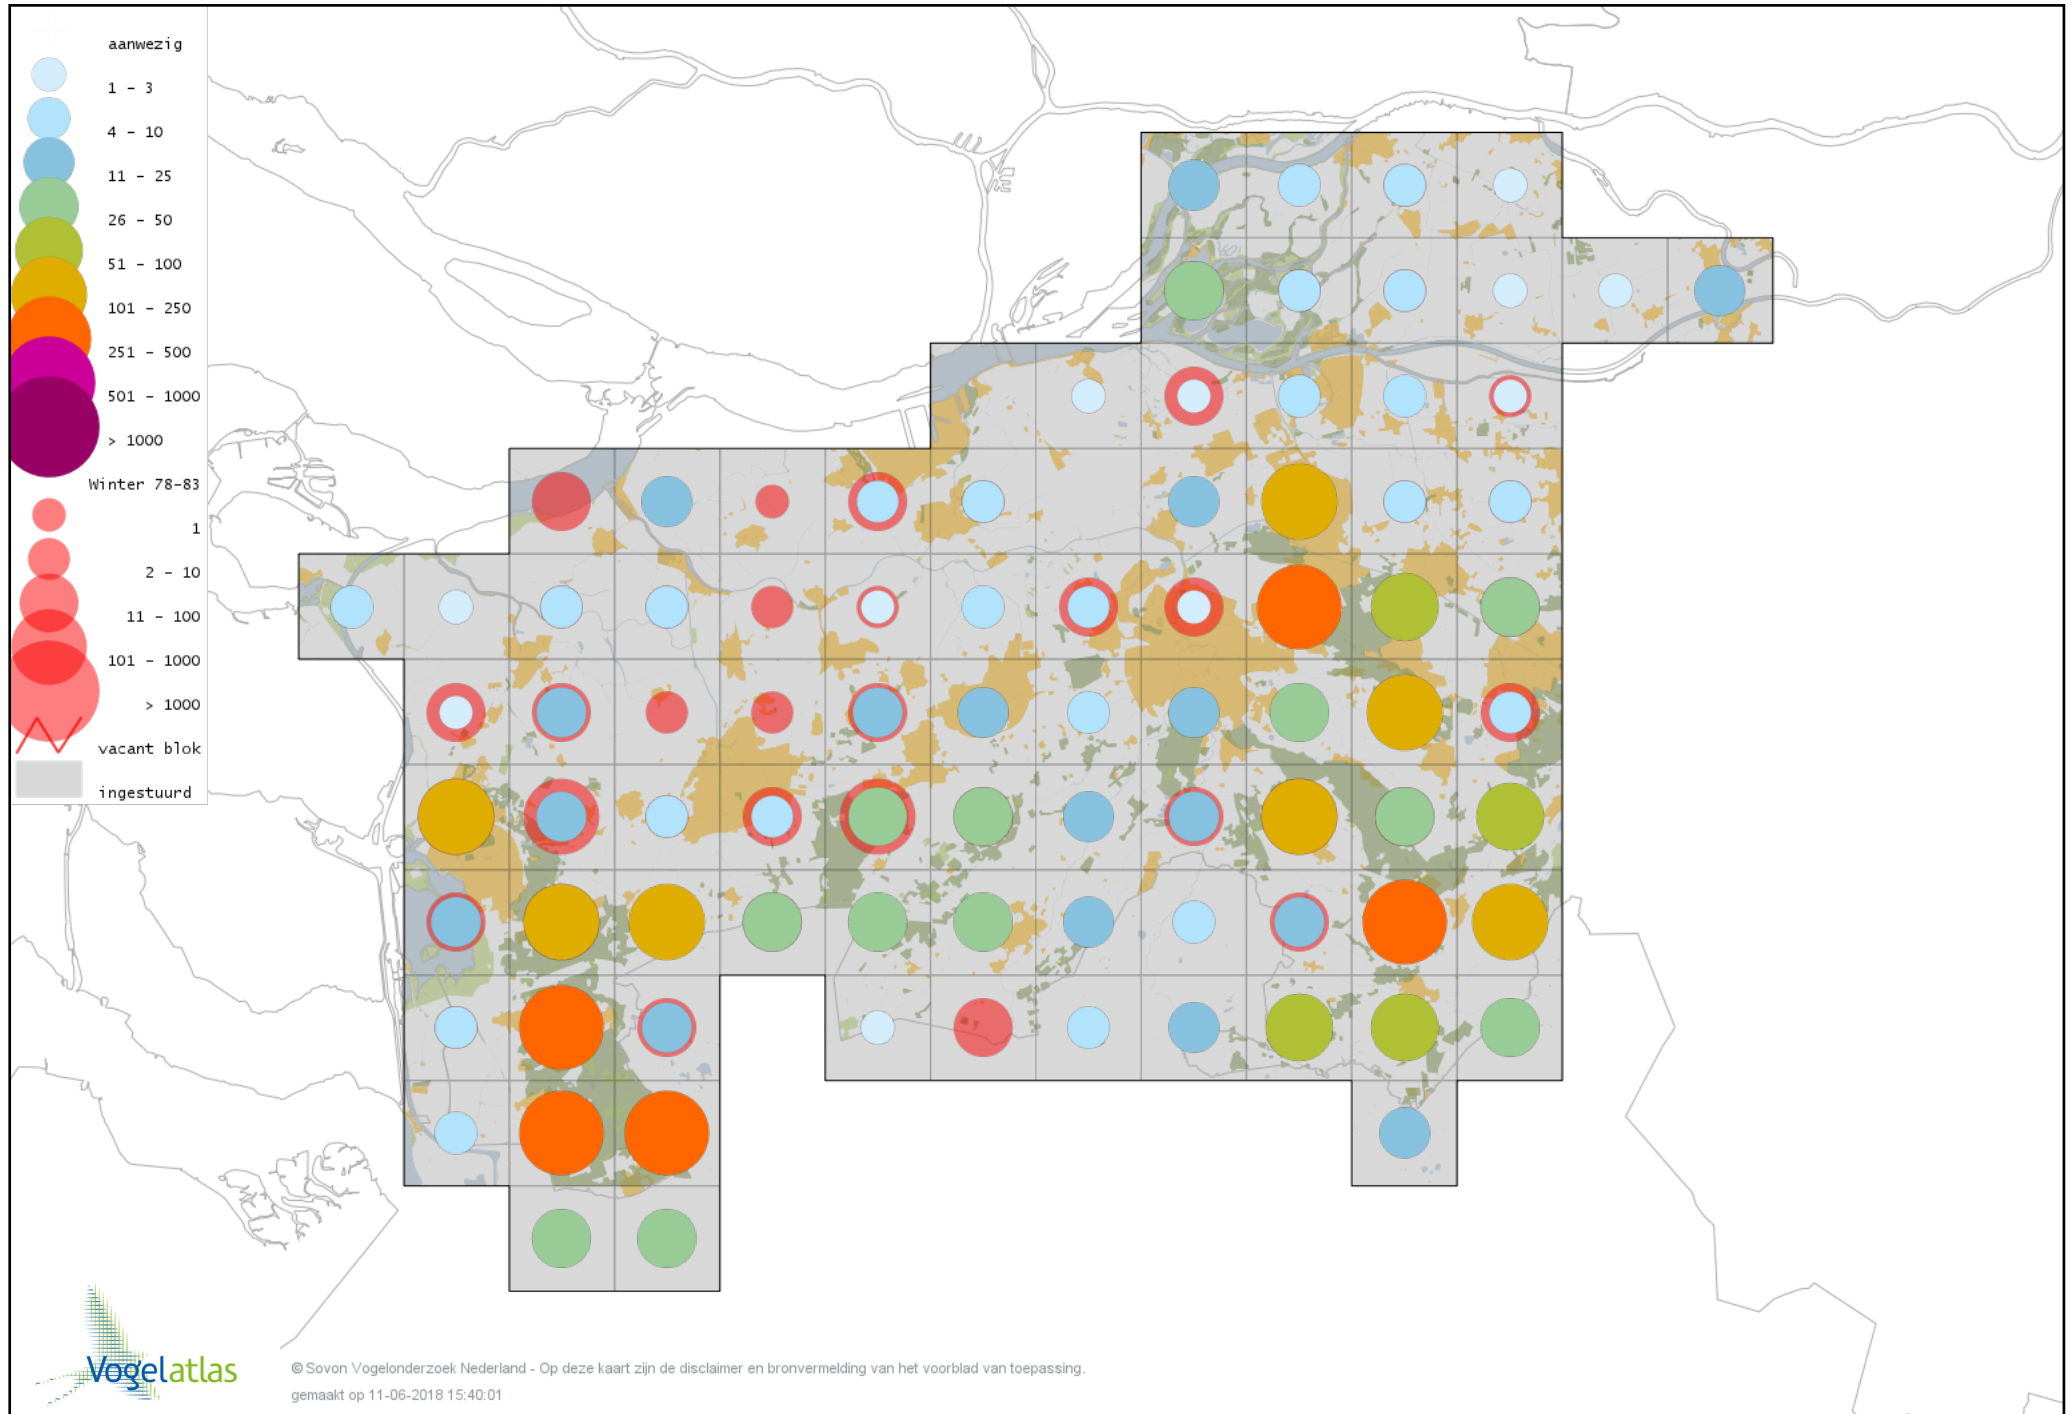 aanwezig
1 - 3
4 - 10
11 - 25
26 - 50
51 - 100
101 - 250
251 - 500
501 - 1000
> 1000
Winter 78-83
1
2 - 10
11 - 100
101 - 1000
> 1000
vacant blok
ingestuurd
Vogelatlas
© Sovon Vogelonderzoek Nederland - Op deze kaart zijn de disclaimer en bronvermelding van het voorblad van toepassing.
gemaakt op 11-06-2018 15:40:01